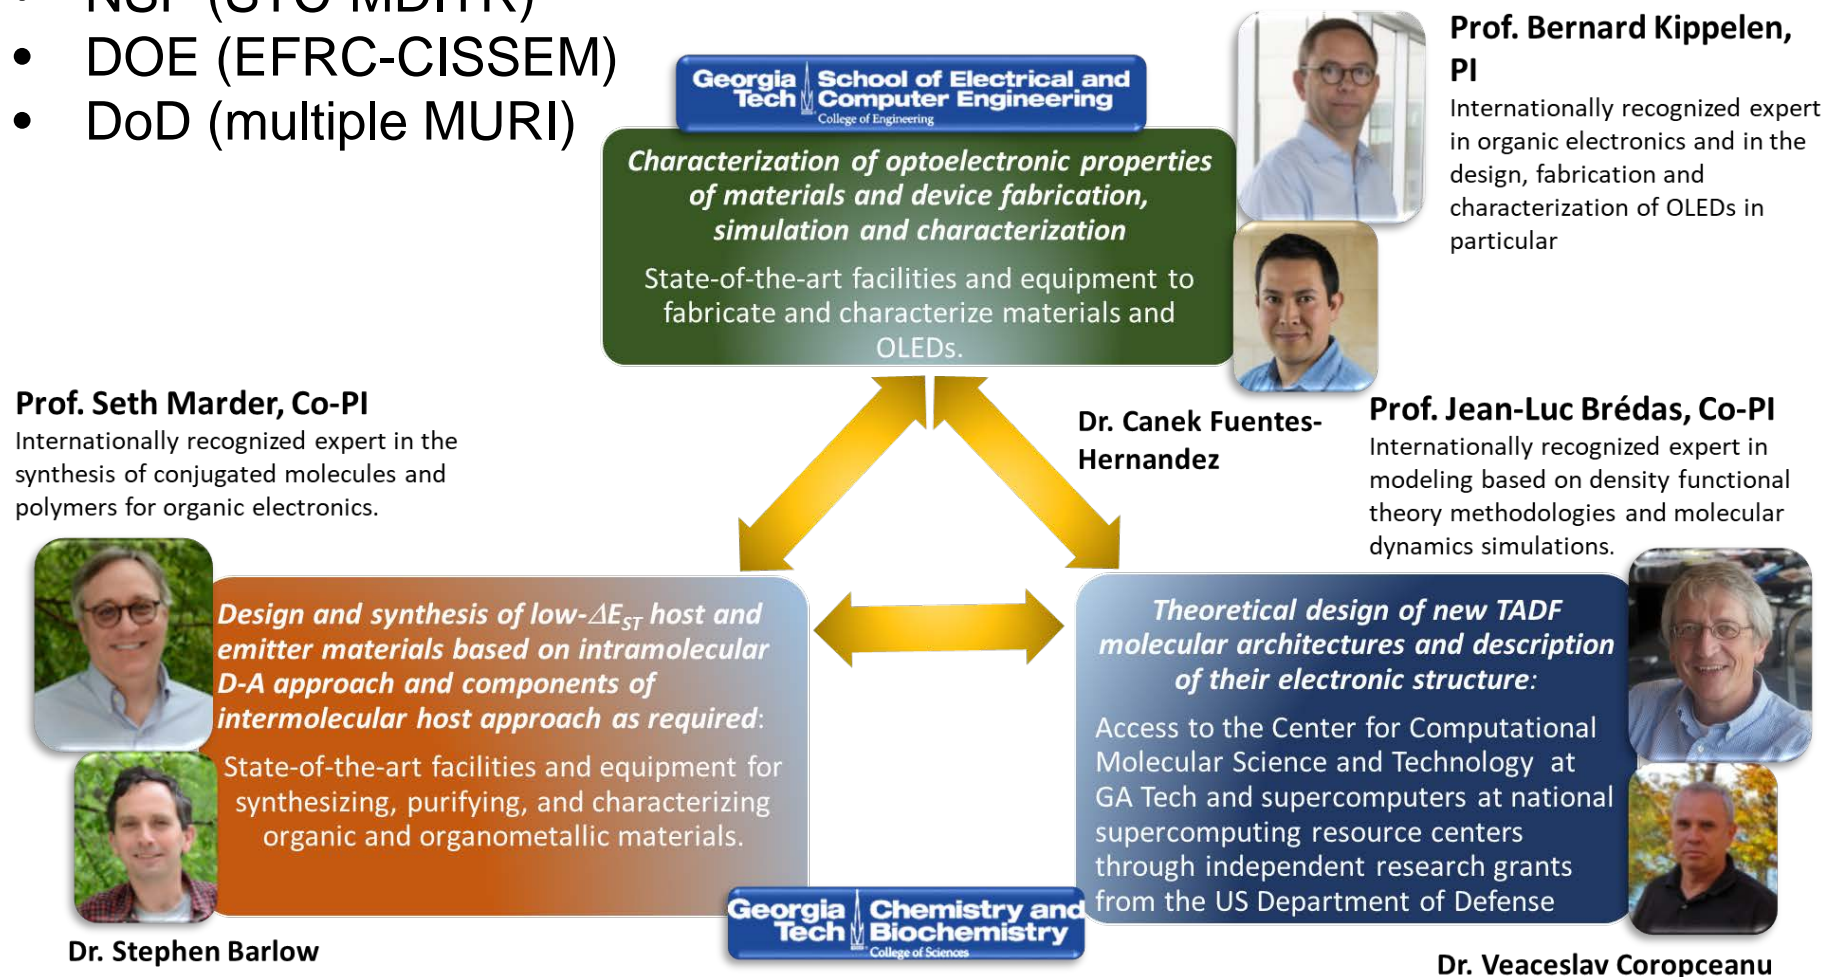 • NSF (STC MDITR)
• DOE (EFRC-CISSEM)
• DoD (multiple MURI)
Georgia Tech School of Electrical and
Computer Engineering
College of Engineering
Characterization of optoelectronic properties
of materials and device fabrication,
simulation and characterization
State-of-the-art facilities and equipment to
fabricate and characterize materials and
OLEDs.
Prof. Bernard Kippelen,
PI
Internationally recognized expert
in organic electronics and in the
design, fabrication and
characterization of OLEDs in
particular
Dr. Canek Fuentes-
Hernandez
Prof. Seth Marder, Co-PI
Internationally recognized expert in the
synthesis of conjugated molecules and
polymers for organic electronics.
Prof. Jean-Luc Brédas, Co-PI
Internationally recognized expert in
modeling based on density functional
theory methodologies and molecular
dynamics simulations.
Design and synthesis of low-ΔE_ST host and
emitter materials based on intramolecular
D-A approach and components of
intermolecular host approach as required:
State-of-the-art facilities and equipment for
synthesizing, purifying, and characterizing
organic and organometallic materials.
Dr. Stephen Barlow
Theoretical design of new TADF
molecular architectures and description
of their electronic structure:
Access to the Center for Computational
Molecular Science and Technology at
GA Tech and supercomputers at national
supercomputing resource centers
through independent research grants
from the US Department of Defense
Georgia Tech Chemistry and
Biochemistry
College of Sciences
Dr. Veaceslav Coropceanu